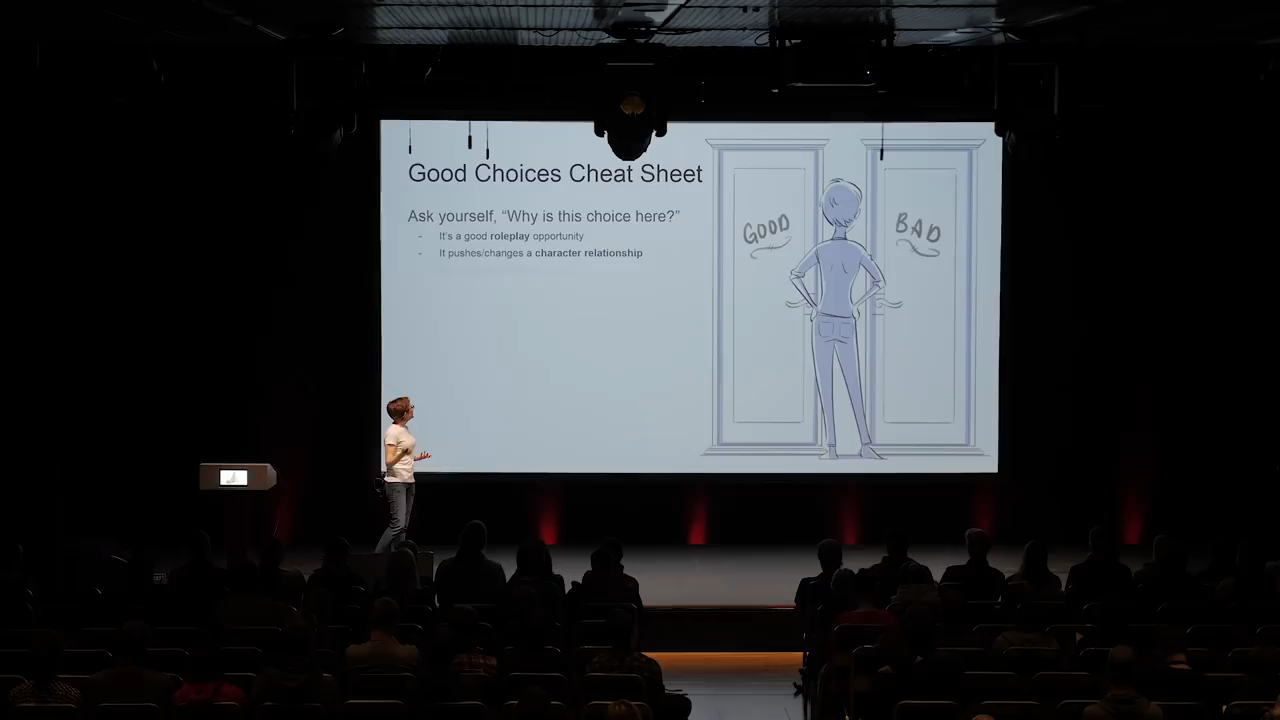 Good Choices Cheat Sheet
Ask yourself, “Why is this choice here?”
- It's a good roleplay opportunity
- It pushes/changes a character relationship
GOOD
BAD